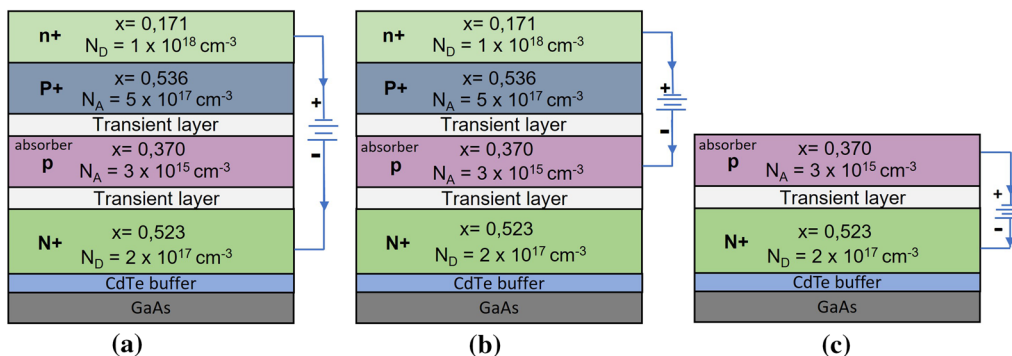 n+
x= 0,171
N_D = 1 x 10^18 cm^-3
P+
x= 0,536
N_A = 5 x 10^17 cm^-3
+
-
Transient layer
absorber
p
x= 0,370
N_A = 3 x 10^15 cm^-3
Transient layer
N+
x= 0,523
N_D = 2 x 10^17 cm^-3
CdTe buffer
GaAs
(a)
x= 0,171
n+
N_D = 1 x 10^18 cm^-3
x= 0,536
P+
N_A = 5 x 10^17 cm^-3
+
-
Transient layer
absorber
x= 0,370
p
N_A = 3 x 10^15 cm^-3
Transient layer
x= 0,523
N+
N_D = 2 x 10^17 cm^-3
CdTe buffer
GaAs
(b)
absorber
x= 0,370
p
N_A = 3 x 10^15 cm^-3
+
-
Transient layer
x= 0,523
N+
N_D = 2 x 10^17 cm^-3
CdTe buffer
GaAs
(c)